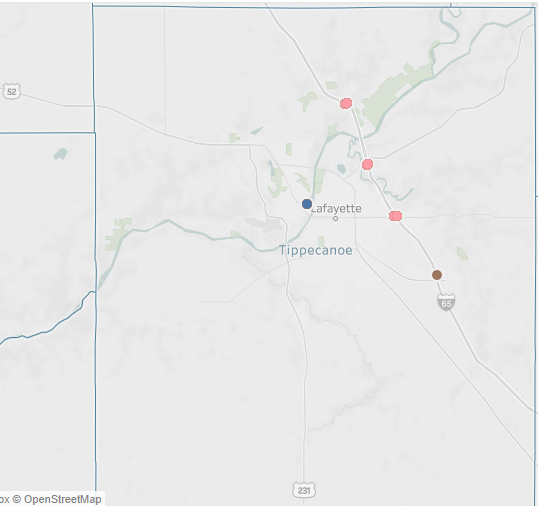 52
Lafayette
Tippecanoe
65
231
ox © OpenStreetMap